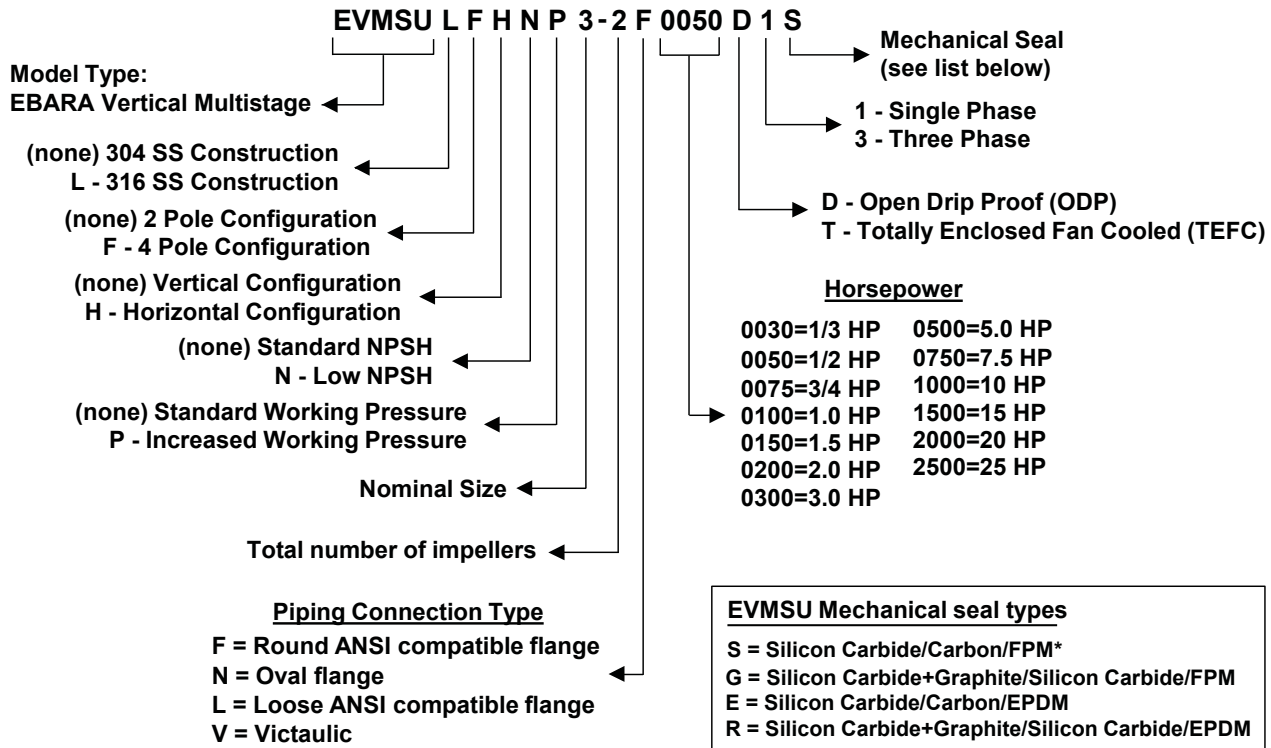 EVMSU L F H N P 3 - 2 F 0050 D 1 S
Model Type:
EBARA Vertical Multistage
(none) 304 SS Construction
L - 316 SS Construction
(none) 2 Pole Configuration
F - 4 Pole Configuration
(none) Vertical Configuration
H - Horizontal Configuration
(none) Standard NPSH
N - Low NPSH
(none) Standard Working Pressure
P - Increased Working Pressure
Nominal Size
Total number of impellers
Piping Connection Type
F = Round ANSI compatible flange
N = Oval flange
L = Loose ANSI compatible flange
V = Victaulic
Mechanical Seal
(see list below)
1 - Single Phase
3 - Three Phase
D - Open Drip Proof (ODP)
T - Totally Enclosed Fan Cooled (TEFC)
Horsepower
0030=1/3 HP
0050=1/2 HP
0075=3/4 HP
0100=1.0 HP
0150=1.5 HP
0200=2.0 HP
0300=3.0 HP
0500=5.0 HP
0750=7.5 HP
1000=10 HP
1500=15 HP
2000=20 HP
2500=25 HP
EVMSU Mechanical seal types
S = Silicon Carbide/Carbon/FPM*
G = Silicon Carbide+Graphite/Silicon Carbide/FPM
E = Silicon Carbide/Carbon/EPDM
R = Silicon Carbide+Graphite/Silicon Carbide/EPDM